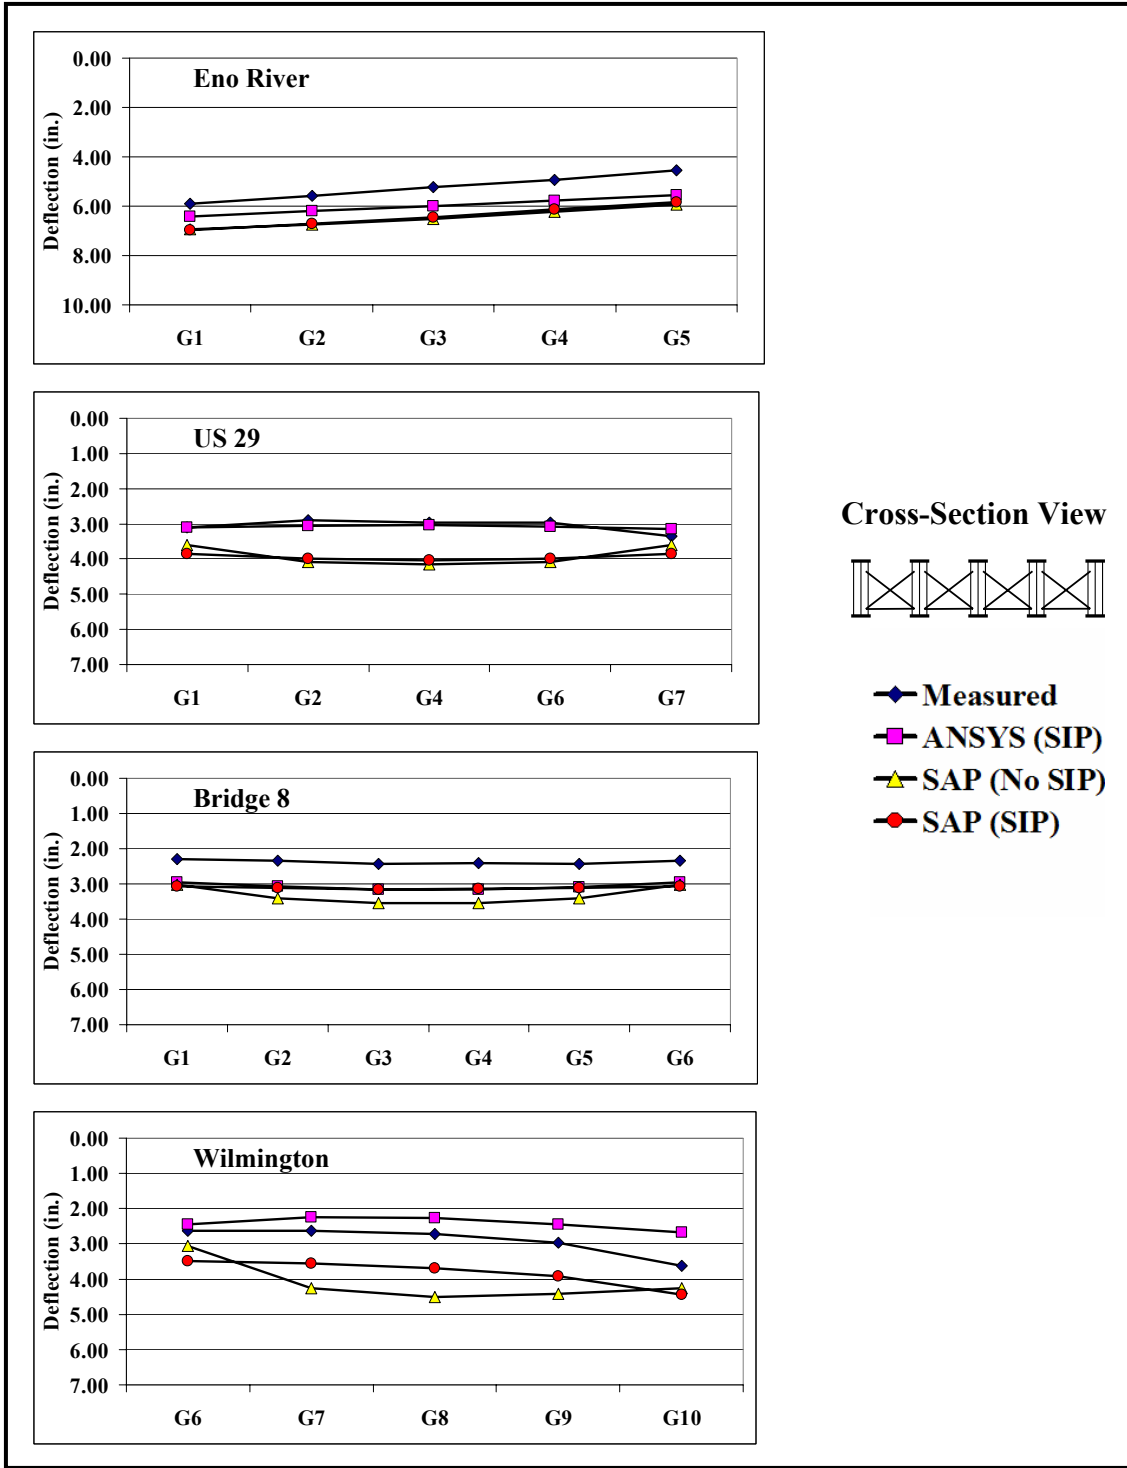 Eno River
Deflection (in.)
0.00
2.00
4.00
6.00
8.00
10.00
G1 G2 G3 G4 G5
US 29
Deflection (in.)
0.00
1.00
2.00
3.00
4.00
5.00
6.00
7.00
G1 G2 G4 G6 G7
Bridge 8
Deflection (in.)
0.00
1.00
2.00
3.00
4.00
5.00
6.00
7.00
G1 G2 G3 G4 G5 G6
Wilmington
Deflection (in.)
0.00
1.00
2.00
3.00
4.00
5.00
6.00
7.00
G6 G7 G8 G9 G10
Cross-Section View
Measured
ANSYS (SIP)
SAP (No SIP)
SAP (SIP)